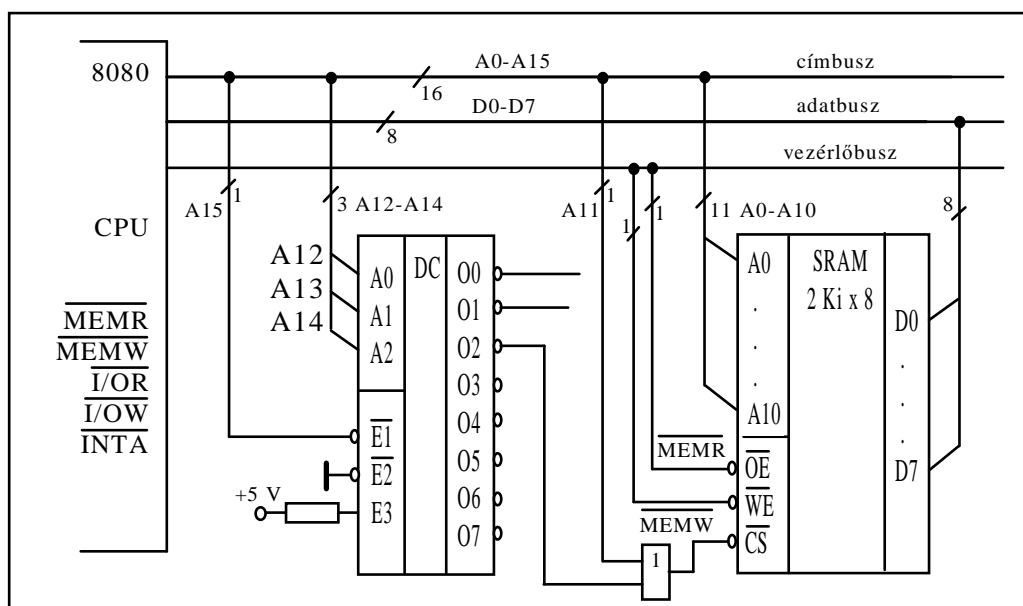 8080
A0-A15
címbusz
16
D0-D7
adatbusz
8
vezérlőbusz
A15
1
3 A12-A14
A11
1
1
1
11 A0-A10
8
CPU
A12
A13
A14
A0
A1
A2
DC
O0
O1
O2
O3
O4
O5
O6
O7
A0
.
.
.
A10
SRAM
2 Ki x 8
D0
.
.
.
D7
MEMR
MEMW
I/OR
I/OW
INTA
E1
E2
E3
+5 V
MEMR
MEMW
OE
WE
CS
1